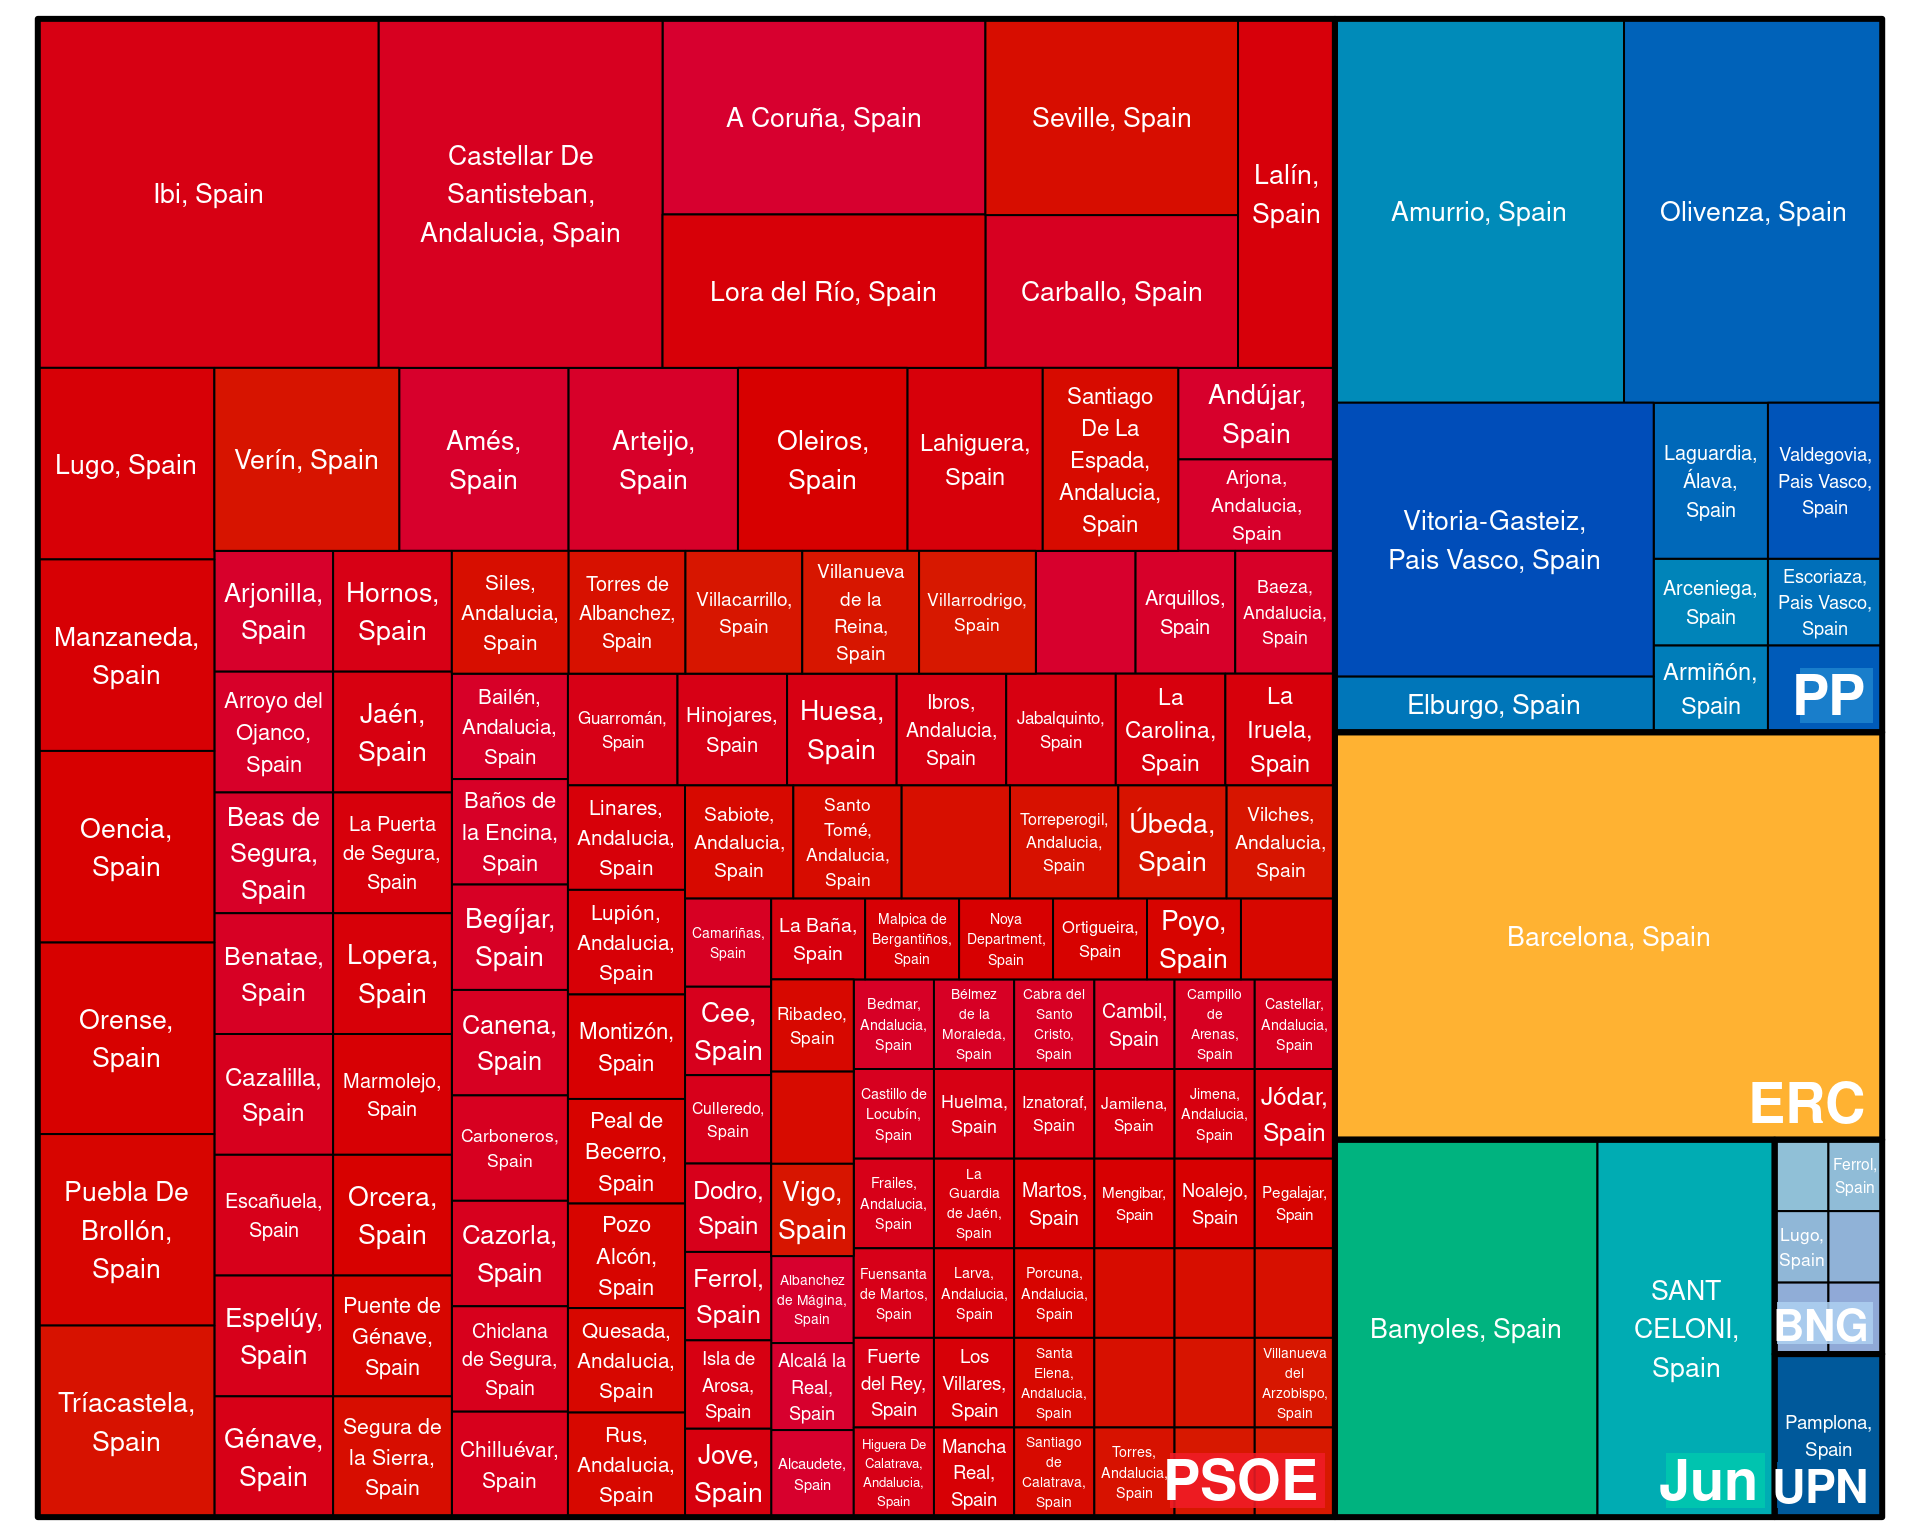 Ibi, Spain
Castellar De
Santisteban,
Andalucia, Spain
A Coruña, Spain
Seville, Spain
Lalín,
Spain
Lora del Río, Spain
Carballo, Spain
Lugo, Spain
Verín, Spain
Amés,
Spain
Arteijo,
Spain
Oleiros,
Spain
Lahiguera,
Spain
Santiago
De La
Espada,
Andalucia,
Spain
Andújar,
Spain
Arjona,
Andalucia,
Spain
Manzaneda,
Spain
Oencia,
Spain
Orense,
Spain
Puebla De
Brollón,
Spain
Tríacastela,
Spain
Arjonilla,
Spain
Arroyo del
Ojanco,
Spain
Beas de
Segura,
Spain
Benatae,
Spain
Cazalilla,
Spain
Escañuela,
Spain
Espelúy,
Spain
Génave,
Spain
Hornos,
Spain
Jaén,
Spain
La Puerta
de Segura,
Spain
Lopera,
Spain
Marmolejo,
Spain
Orcera,
Spain
Puente de
Génave,
Spain
Segura de
la Sierra,
Spain
Siles,
Andalucia,
Spain
Torres de
Albanchez,
Spain
Villacarrillo,
Spain
Villanueva
de la
Reina,
Spain
Villarrodrigo,
Spain
Arquillos,
Spain
Baeza,
Andalucia,
Spain
Bailén,
Andalucia,
Spain
Baños de
la Encina,
Spain
Begíjar,
Spain
Canena,
Spain
Carboneros,
Spain
Cazorla,
Spain
Chiclana
de Segura,
Spain
Chilluévar,
Spain
Guarromán,
Spain
Hinojares,
Spain
Huesa,
Spain
Ibros,
Andalucia,
Spain
Jabalquinto,
Spain
La
Carolina,
Spain
La
Iruela,
Spain
Linares,
Andalucia,
Spain
Lupión,
Andalucia,
Spain
Montizón,
Spain
Peal de
Becerro,
Spain
Pozo
Alcón,
Spain
Quesada,
Andalucia,
Spain
Rus,
Andalucia,
Spain
Sabiote,
Andalucia,
Spain
Santo
Tomé,
Andalucia,
Spain
Torreperogil,
Andalucia,
Spain
Úbeda,
Spain
Vilches,
Andalucia,
Spain
Camariñas,
Spain
Cee,
Spain
Culleredo,
Spain
Dodro,
Spain
Ferrol,
Spain
Isla de
Arosa,
Spain
Jove,
Spain
La Baña,
Spain
Malpica de
Bergantiños,
Spain
Noya
Department,
Spain
Ortigueira,
Spain
Poyo,
Spain
Ribadeo,
Spain
Vigo,
Spain
Albanchez
de Mágina,
Spain
Alcalá la
Real,
Spain
Alcaudete,
Spain
Bedmar,
Andalucia,
Spain
Bélmez
de la
Moraleda,
Spain
Cabra del
Santo
Cristo,
Spain
Cambil,
Spain
Campillo
de
Arenas,
Spain
Castellar,
Andalucia,
Spain
Castillo de
Locubín,
Spain
Huelma,
Spain
Iznatoraf,
Spain
Jamilena,
Spain
Jimena,
Andalucia,
Spain
Jódar,
Spain
Frailes,
Andalucia,
Spain
La
Guardia
de Jaén,
Spain
Martos,
Spain
Mengibar,
Spain
Noalejo,
Spain
Pegalajar,
Spain
Fuensanta
de Martos,
Spain
Larva,
Andalucia,
Spain
Porcuna,
Andalucia,
Spain
Fuerte
del Rey,
Spain
Los
Villares,
Spain
Santa
Elena,
Andalucia,
Spain
Villanueva
del
Arzobispo,
Spain
Higuera De
Calatrava,
Andalucia,
Spain
Mancha
Real,
Spain
Santiago
de
Calatrava,
Spain
Torres,
Andalucia,
Spain
PSOE
Amurrio, Spain
Olivenza, Spain
Vitoria-Gasteiz,
Pais Vasco, Spain
Elburgo, Spain
Laguardia,
Álava,
Spain
Valdegovia,
Pais Vasco,
Spain
Arceniega,
Spain
Escoriaza,
Pais Vasco,
Spain
Armiñón,
Spain
PP
Barcelona, Spain
ERC
Banyoles, Spain
SANT
CELONI,
Spain
Jun
Ferrol,
Spain
Lugo,
Spain
BNG
Pamplona,
Spain
UPN